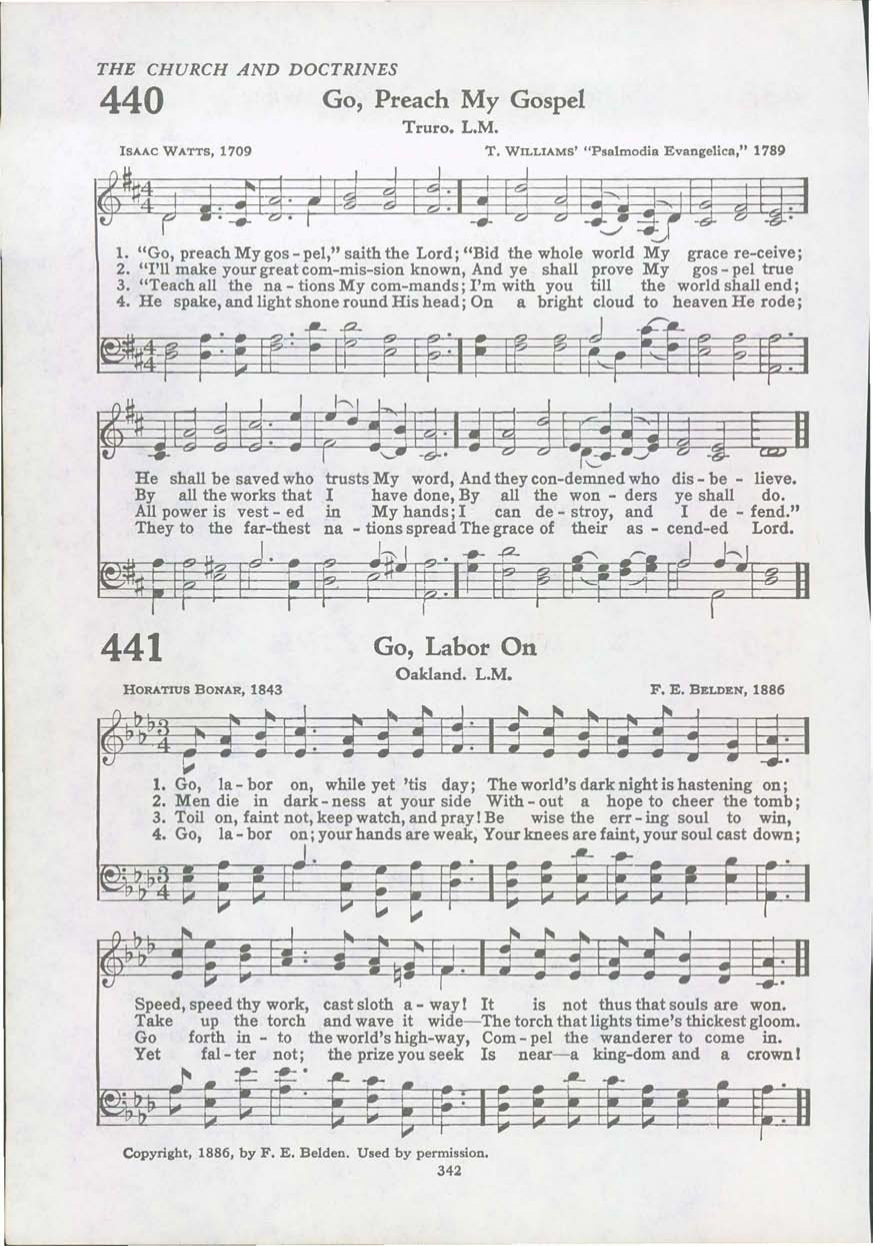 THE CHURCH AND DOCTRINES
440 Go, Preach My Gospel
Truro. L.M.
ISAAC WATTS, 1709 T. WILLIAMS' "Psalmodia Evangelica," 1789
1. "Go, preach My gos - pel," saith the Lord; "Bid the whole world My grace re-ceive;
2. "I'll make your great com-mis-sion known, And ye shall prove My gos - pel true
3. "Teach all the na - tions My com-mands; I'm with you till the world shall end;
4. He spake, and light shone round His head; On a bright cloud to heaven He rode;
He shall be saved who trusts My word, And they con-demned who dis - be - lieve.
By all the works that I have done, By all the won - ders ye shall do.
All power is vest - ed in My hands; I can de - stroy, and I de - fend."
They to the far-thest na - tions spread The grace of their as - cend-ed Lord.
441 Go, Labor On
Oakland. L.M.
HORATIUS BONAR, 1843 F. E. BELDEN, 1886
1. Go, la - bor on, while yet 'tis day; The world's dark night is hastening on;
2. Men die in dark - ness at your side With - out a hope to cheer the tomb;
3. Toil on, faint not, keep watch, and pray! Be wise the err - ing soul to win,
4. Go, la - bor on; your hands are weak, Your knees are faint, your soul cast down;
Speed, speed thy work, cast sloth a - way! It is not thus that souls are won.
Take up the torch and wave it wide—The torch that lights time's thickest gloom.
Go forth in - to the world's high-way, Com - pel the wanderer to come in.
Yet fal - ter not; the prize you seek Is near—a king-dom and a crown!
Copyright, 1886, by F. E. Belden. Used by permission.
342